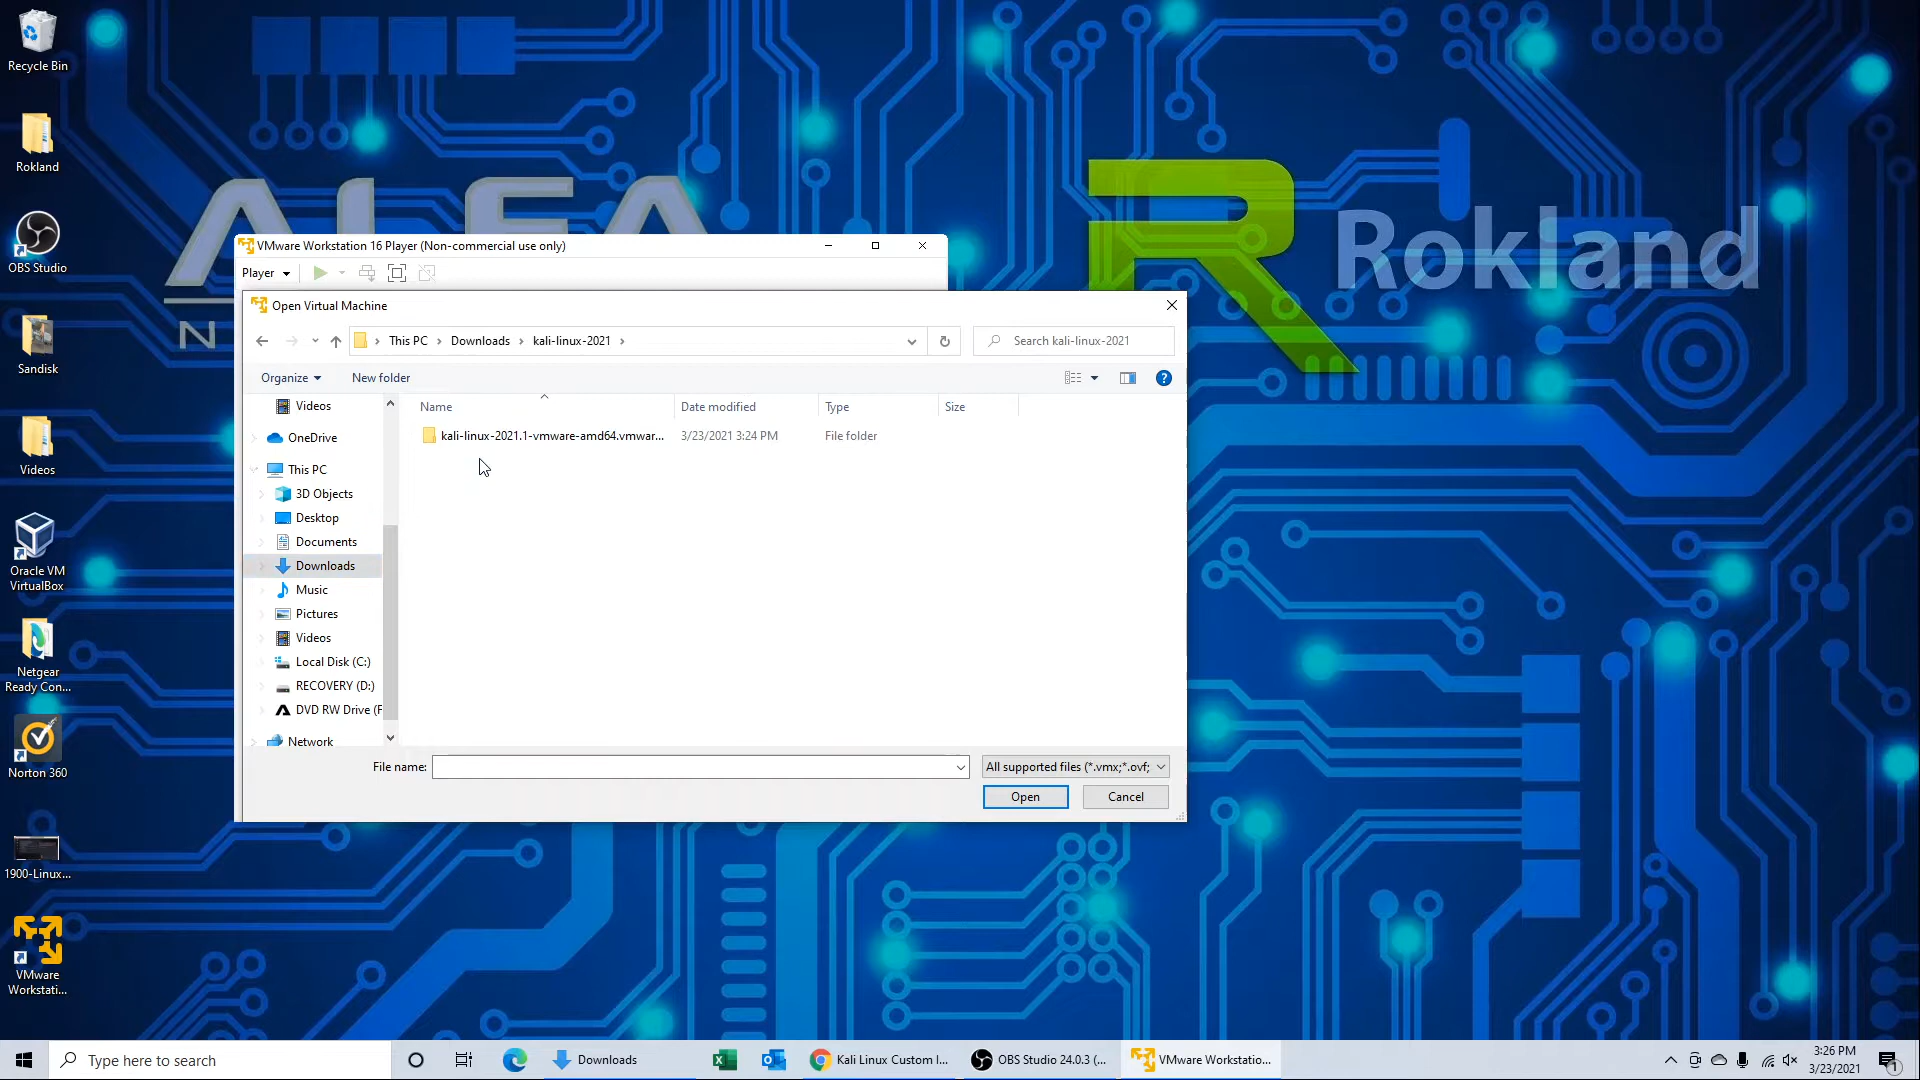 Recycle Bin
Rokland
OBS Studio
Sandisk
Videos
Oracle VM
VirtualBox
Netgear
Ready Con...
Norton 360
1900-Linux...
VMware
Workstati...
ALFA
N
Rokland
VMware Workstation 16 Player (Non-commercial use only)
Player
Open Virtual Machine
This PC > Downloads > kali-linux-2021 >
Search kali-linux-2021
Organize
New folder
Name
Date modified
Type
Size
kali-linux-2021.1-vmware-amd64.vmwar...
3/23/2021 3:24 PM
File folder
Videos
OneDrive
This PC
3D Objects
Desktop
Documents
Downloads
Music
Pictures
Videos
Local Disk (C:)
RECOVERY (D:)
DVD RW Drive (F
Network
File name:
All supported files (*.vmx;*.ovf;
Open
Cancel
Type here to search
Downloads
Kali Linux Custom I...
OBS Studio 24.0.3 (...
VMware Workstatio...
3:26 PM
3/23/2021
1